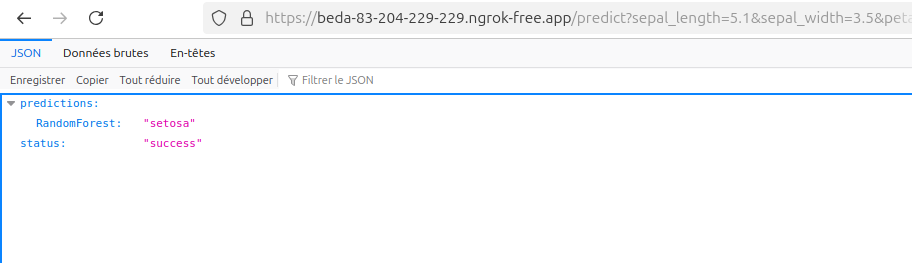 https://beda-83-204-229-229.ngrok-free.app/predict?sepal_length=5.1&sepal_width=3.5&peta
JSON Données brutes En-têtes
Enregistrer Copier Tout réduire Tout développer Filtrer le JSON
predictions:
RandomForest: "setosa"
status: "success"